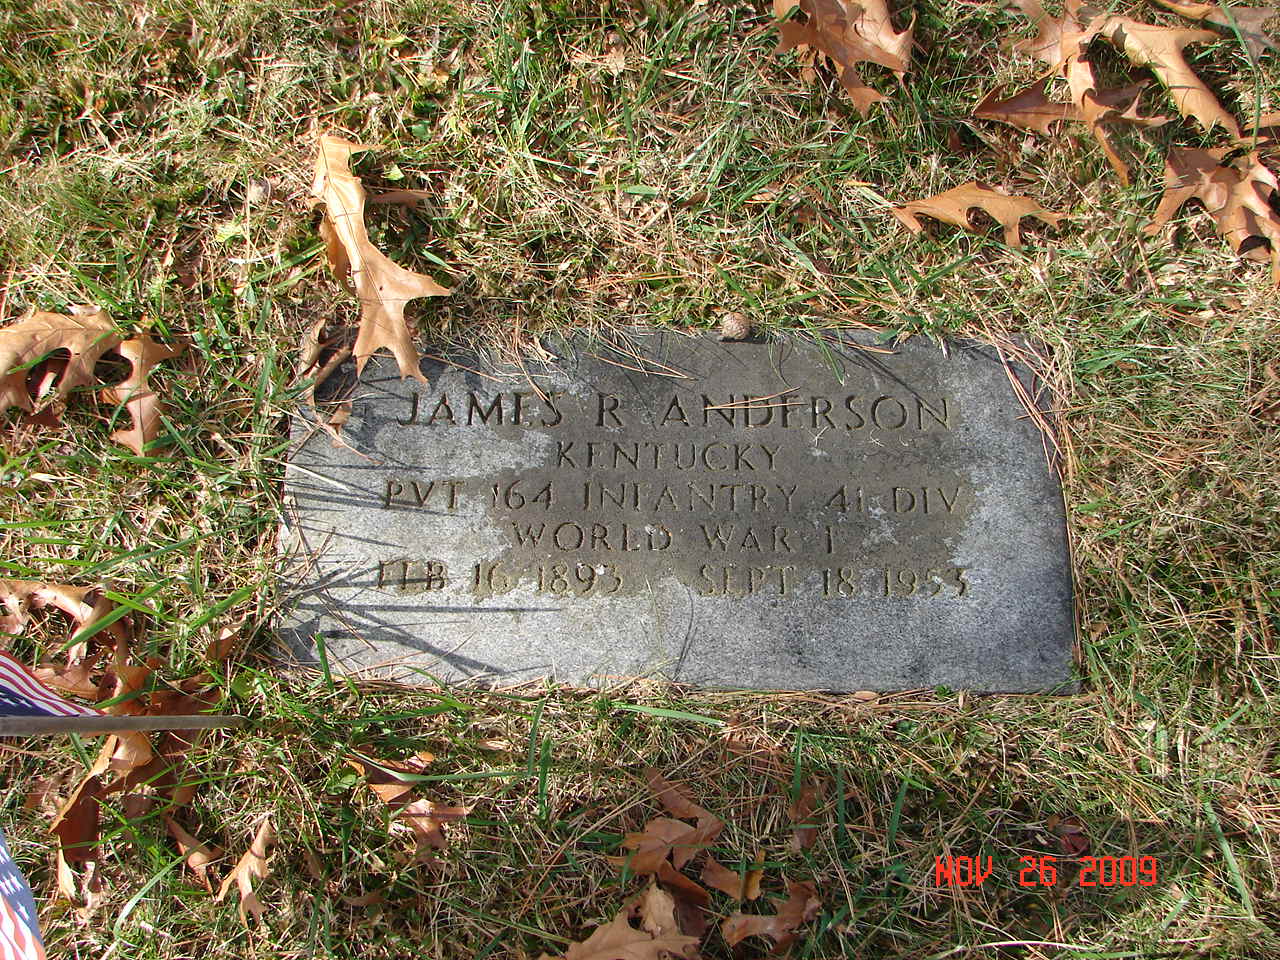 JAMES R ANDERSON
KENTUCKY
PVT 164 INFANTRY 41 DIV
WORLD WAR I
FEB 16 1893 SEPT 18 1953
NOV 26 2009